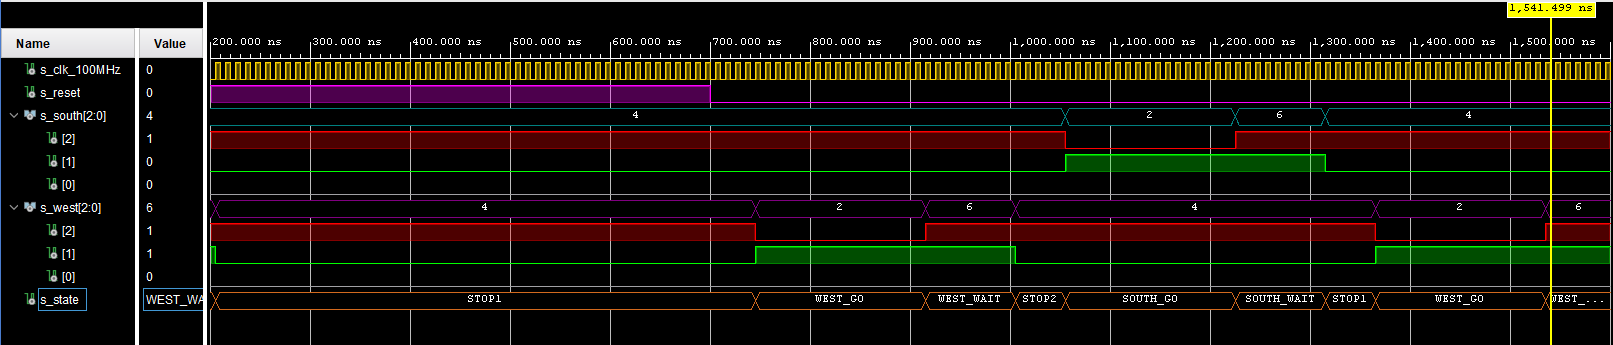 1,541.499 ns
Name Value 200.000 ns 300.000 ns 400.000 ns 500.000 ns 600.000 ns 700.000 ns 800.000 ns 900.000 ns 1,000.000 ns 1,100.000 ns 1,200.000 ns 1,300.000 ns 1,400.000 ns 1,500.000 ns
s_clk_100MHz 0
s_reset 0
s_south[2:0] 4 4 2 6 4
[2] 1
[1] 0
[0] 0
s_west[2:0] 6 4 2 6 4 2 6
[2] 1
[1] 1
[0] 0
s_state WEST_WA STOP1 WEST_GO WEST_WAIT STOP2 SOUTH_GO SOUTH_WAIT STOP1 WEST_GO WEST_...